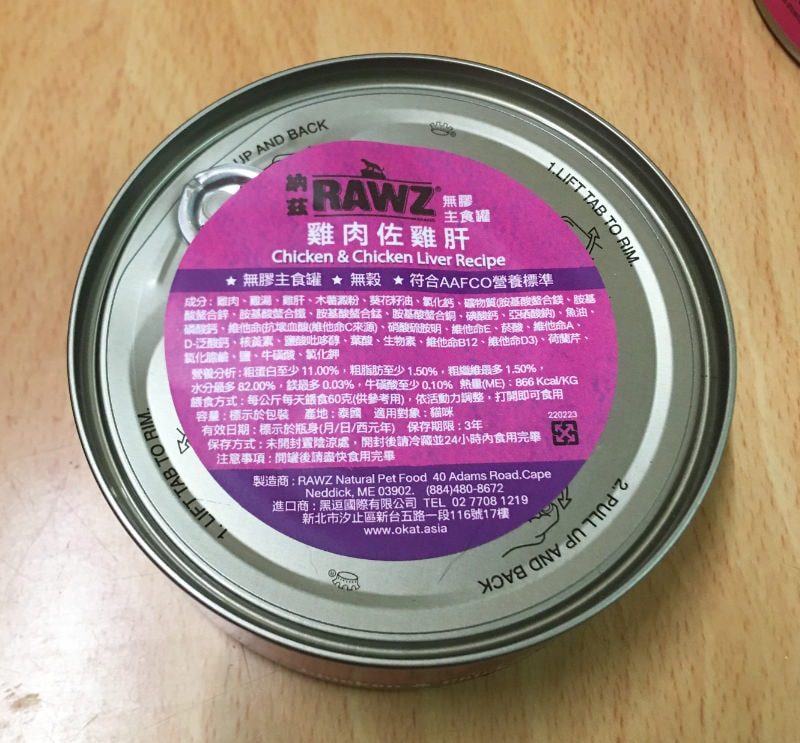 UP AND BACK
1. LIFT TAB TO RIM.
納茲 RAWZ 無膠主食罐
雞肉佐雞肝
Chicken & Chicken Liver Recipe
★ 無膠主食罐 ★ 無穀 ★ 符合AAFCO營養標準
成分:雞肉、雞湯、雞肝、木薯澱粉、葵花籽油、氯化鈣、礦物質(胺基酸螯合鎂、胺基
酸螯合鋅,胺基酸螯合鐵、胺基酸螯合錳、胺基酸螯合銅、碘酸鈣、亞硒酸鈉)、魚油、
磷酸鈣、維他命(抗壞血酸(維他命C來源)、硝酸硫胺明、維他命E、菸酸、維他命A、
D-泛酸鈣、核黃素、鹽酸吡哆醇、葉酸、生物素、維他命B12、維他命D3)、荷蘭芹、
氯化膽鹼、鹽、牛磺酸、氯化鉀
營養分析:粗蛋白至少 11.00%,粗脂肪至少 1.50%,粗纖維最多 1.50%,
水分最多 82.00%,鎂最多 0.03%,牛磺酸至少 0.10% 熱量(ME):866 Kcal/KG
餵食方式:每公斤每天餵食60克(供參考用),依活動力調整,打開即可食用
容量:標示於包裝 產地:泰國 適用對象:貓咪
220223
有效日期:標示於瓶身(月/日/西元年) 保存期限:3年
保存方式:未開封置陰涼處,開封後請冷藏並24小時內食用完畢
注意事項:開罐後請盡快食用完畢
製造商:RAWZ Natural Pet Food 40 Adams Road.Cape
Neddick, ME 03902. (884)480-8672
進口商:黑逗國際有限公司 TEL 02 7708 1219
新北市汐止區新台五路一段116號17樓
www.okat.asia
1. LIFT TAB TO RIM
2. PULL UP AND BACK